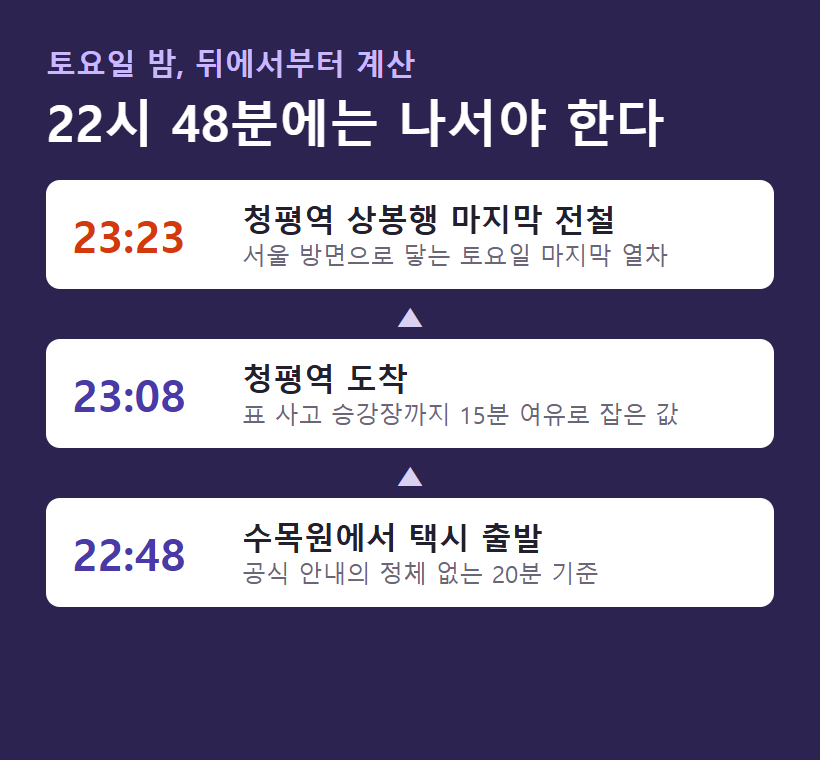 토요일 밤, 뒤에서부터 계산
22시 48분에는 나서야 한다
23:23
청평역 상봉행 마지막 전철
서울 방면으로 닿는 토요일 마지막 열차
23:08
청평역 도착
표 사고 승강장까지 15분 여유로 잡은 값
22:48
수목원에서 택시 출발
공식 안내의 정체 없는 20분 기준